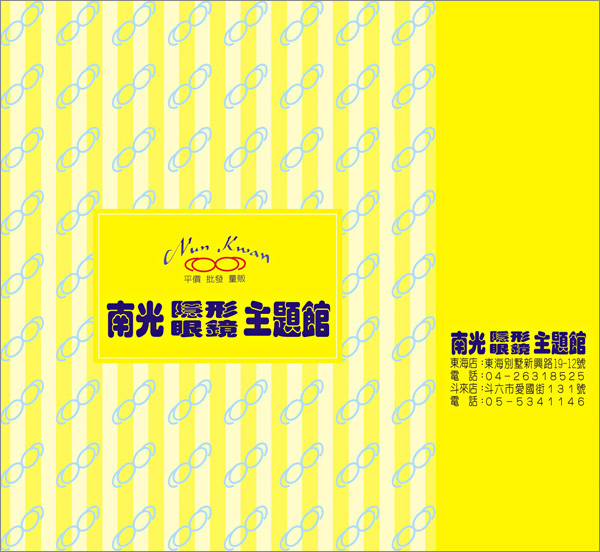 Nun Kwan
平價 批發 量販
南光 隱形眼鏡 主題館
南光 隱形眼鏡 主題館
東海店:東海別墅新興路19-12號
電 話:04-26318525
斗來店:斗六市愛國街131號
電 話:05-5341146